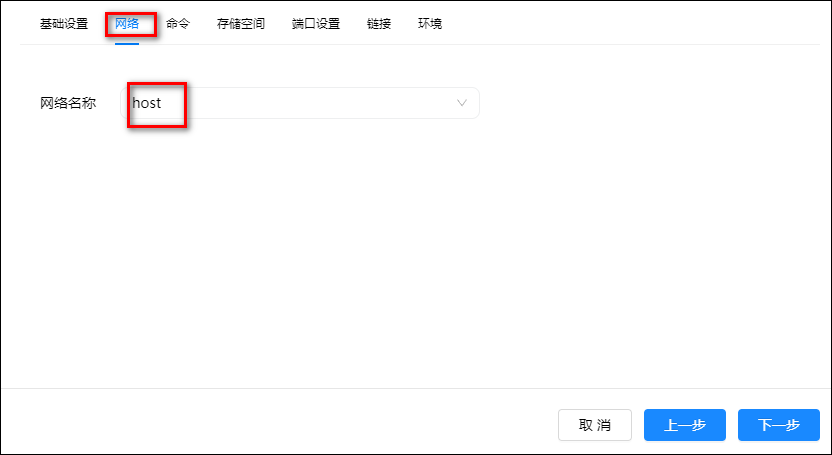 基础设置 网络 命令 存储空间 端口设置 链接 环境
网络名称 host
取 消 上一步 下一步